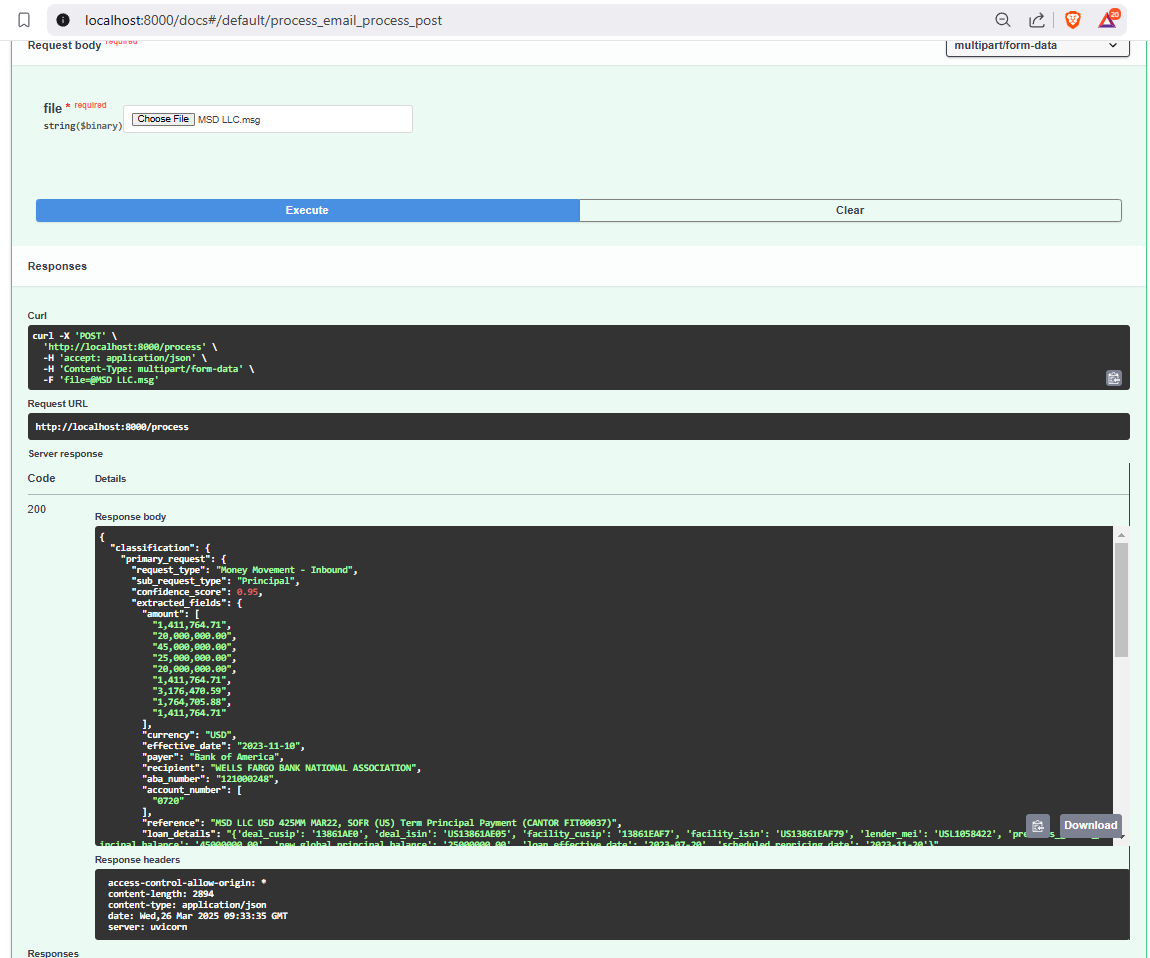 localhost:8000/docs#/default/process_email_process_post
20
Request body required
multipart/form-data
file * required
string($binary)
Choose File MSD LLC.msg
Execute
Clear
Responses
Curl
curl -X 'POST' \
'http://localhost:8000/process' \
-H 'accept: application/json' \
-H 'Content-Type: multipart/form-data' \
-F 'file=@MSD LLC.msg'
Request URL
http://localhost:8000/process
Server response
Code Details
200
Response body
{
"classification": {
"primary_request": {
"request_type": "Money Movement - Inbound",
"sub_request_type": "Principal",
"confidence_score": 0.95,
"extracted_fields": {
"amount": [
"1,411,764.71",
"20,000,000.00",
"45,000,000.00",
"25,000,000.00",
"20,000,000.00",
"1,411,764.71",
"3,176,470.59",
"1,764,705.88",
"1,411,764.71"
],
"currency": "USD",
"effective_date": "2023-11-10",
"payer": "Bank of America",
"recipient": "WELLS FARGO BANK NATIONAL ASSOCIATION",
"aba_number": "121000248",
"account_number": [
"0720"
],
"reference": "MSD LLC USD 425MM MAR22, SOFR (US) Term Principal Payment (CANTOR FIT00037)",
"loan_details": "{'deal_cusip': '13861AE0', 'deal_isin': 'US13861AE05', 'facility_cusip': '13861EAF7', 'facility_isin': 'US13861EAF79', 'lender_mei': 'USL1058422',
incipal_balance': '45000000.00', 'new_global_principal_balance': '25000000.00', 'loan_effective_date': '2023-07-20', 'scheduled_repricing_date': '2023-11-20'}"
Download
Response headers
access-control-allow-origin: *
content-length: 2894
content-type: application/json
date: Wed,26 Mar 2025 09:33:35 GMT
server: uvicorn
Responses